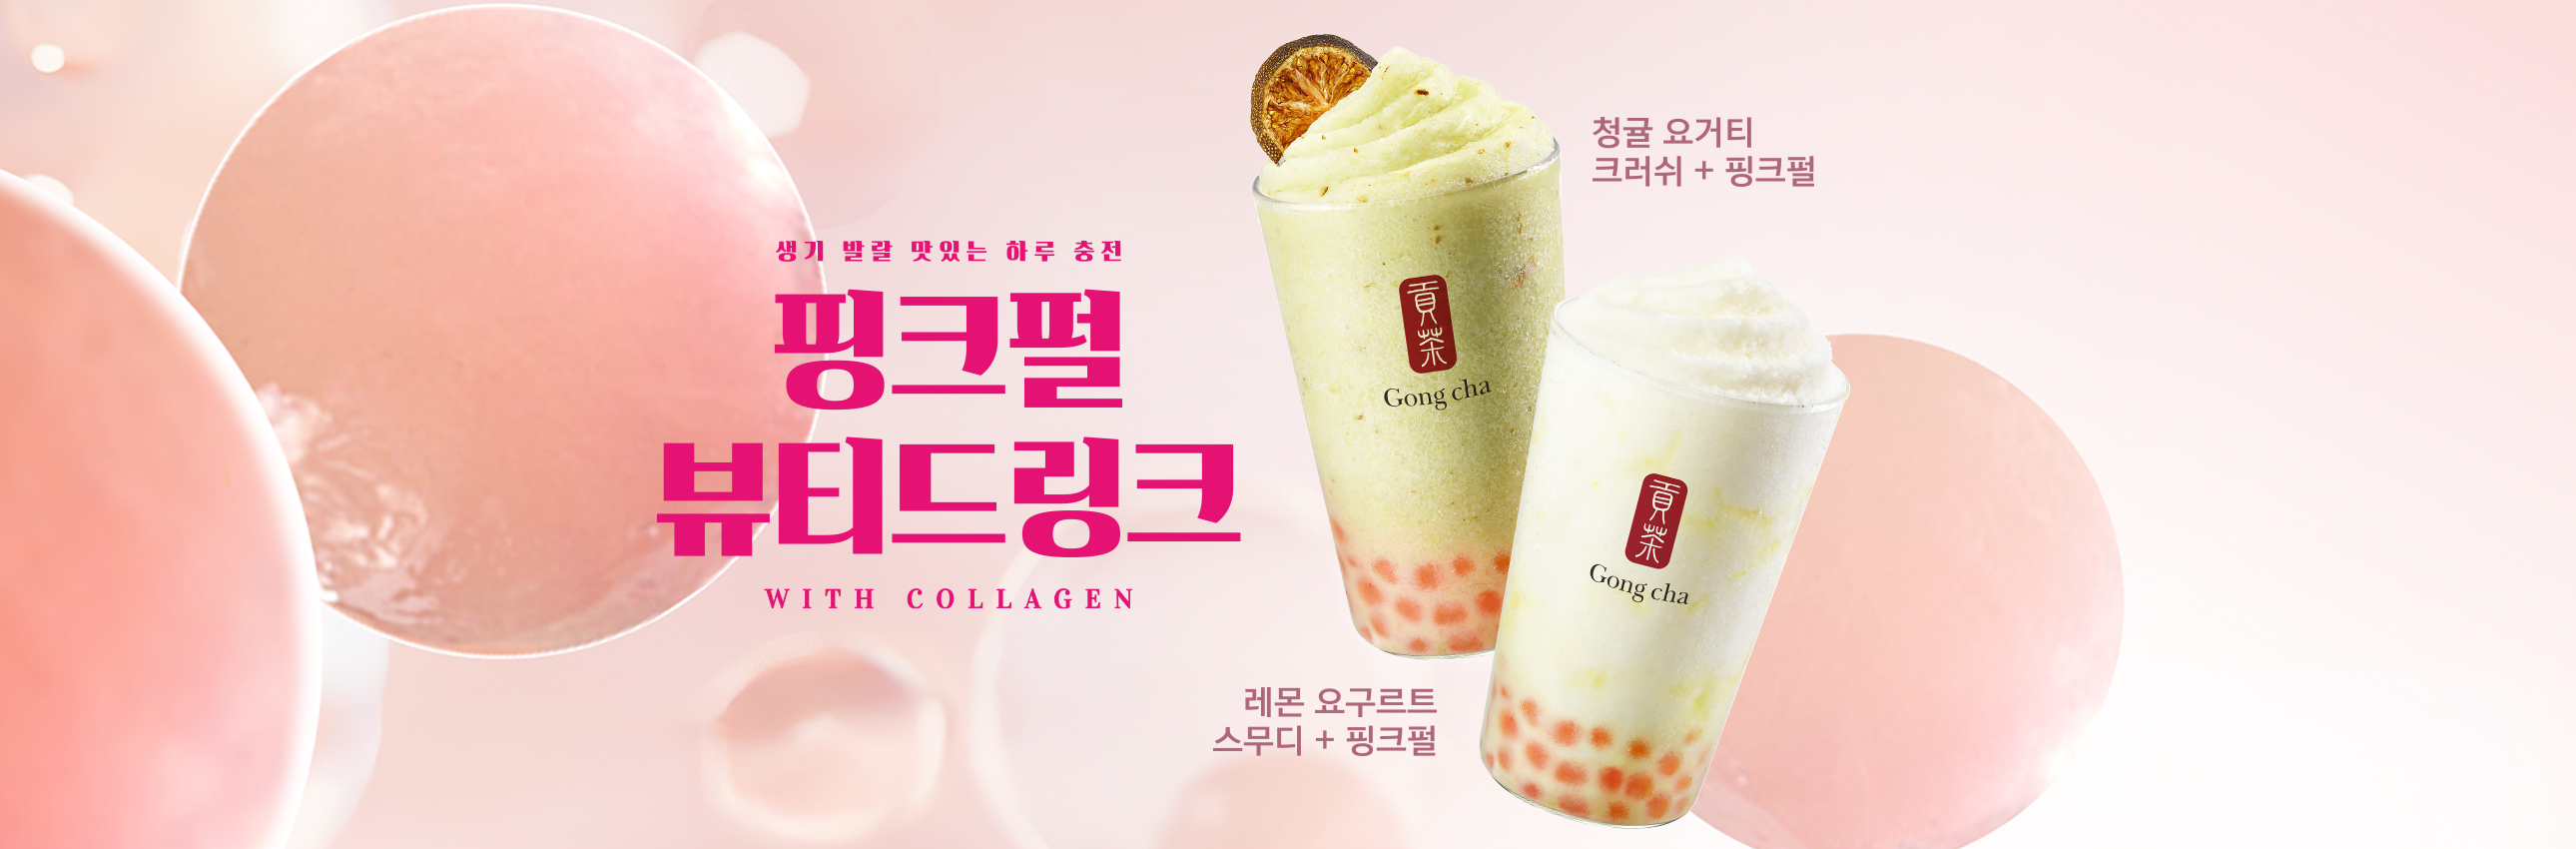 생기 발랄 맛있는 하루 충전
핑크펄
뷰티드링크
WITH COLLAGEN
청귤 요거티
크러쉬 + 핑크펄
貢茶
Gong cha
貢茶
Gong cha
레몬 요구르트
스무디 + 핑크펄